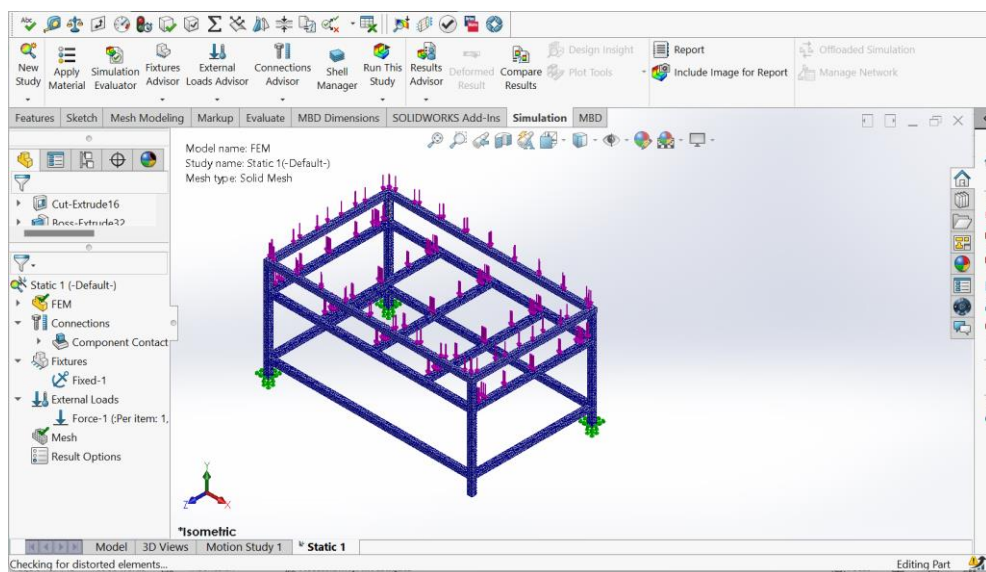 New Study
Apply Material
Simulation Evaluator
Fixtures Advisor
External Loads Advisor
Connections Advisor
Shell Manager
Run This Study
Results Advisor
Deformed Result
Compare Results
Design Insight
Plot Tools
Report
Include Image for Report
Offloaded Simulation
Manage Network
Features Sketch Mesh Modeling Markup Evaluate MBD Dimensions SOLIDWORKS Add-Ins Simulation MBD
Model name: FEM
Study name: Static 1(-Default-)
Mesh type: Solid Mesh
Cut-Extrude16
Boss-Extrude32
Static 1 (-Default-)
FEM
Connections
Component Contact
Fixtures
Fixed-1
External Loads
Force-1 (:Per item: 1,
Mesh
Result Options
Y
Z
X
*Isometric
Model 3D Views Motion Study 1 Static 1
Checking for distorted elements... Editing Part